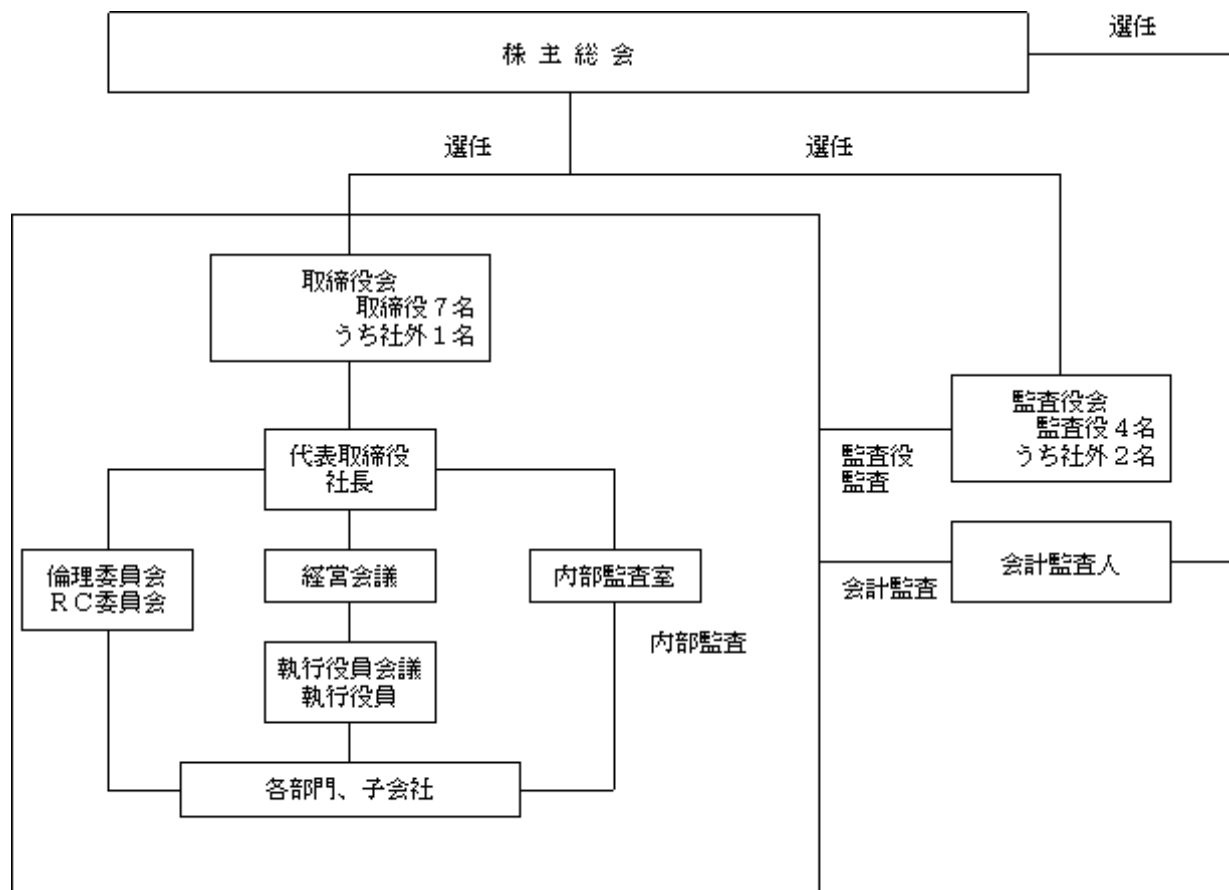 選任
株主総会
選任
選任
取締役会
取締役7名
うち社外1名
監査役会
監査役4名
うち社外2名
代表取締役
社長
監査役
監査
倫理委員会
RC委員会
経営会議
内部監査室
会計監査人
会計監査
内部監査
執行役員会議
執行役員
各部門、子会社